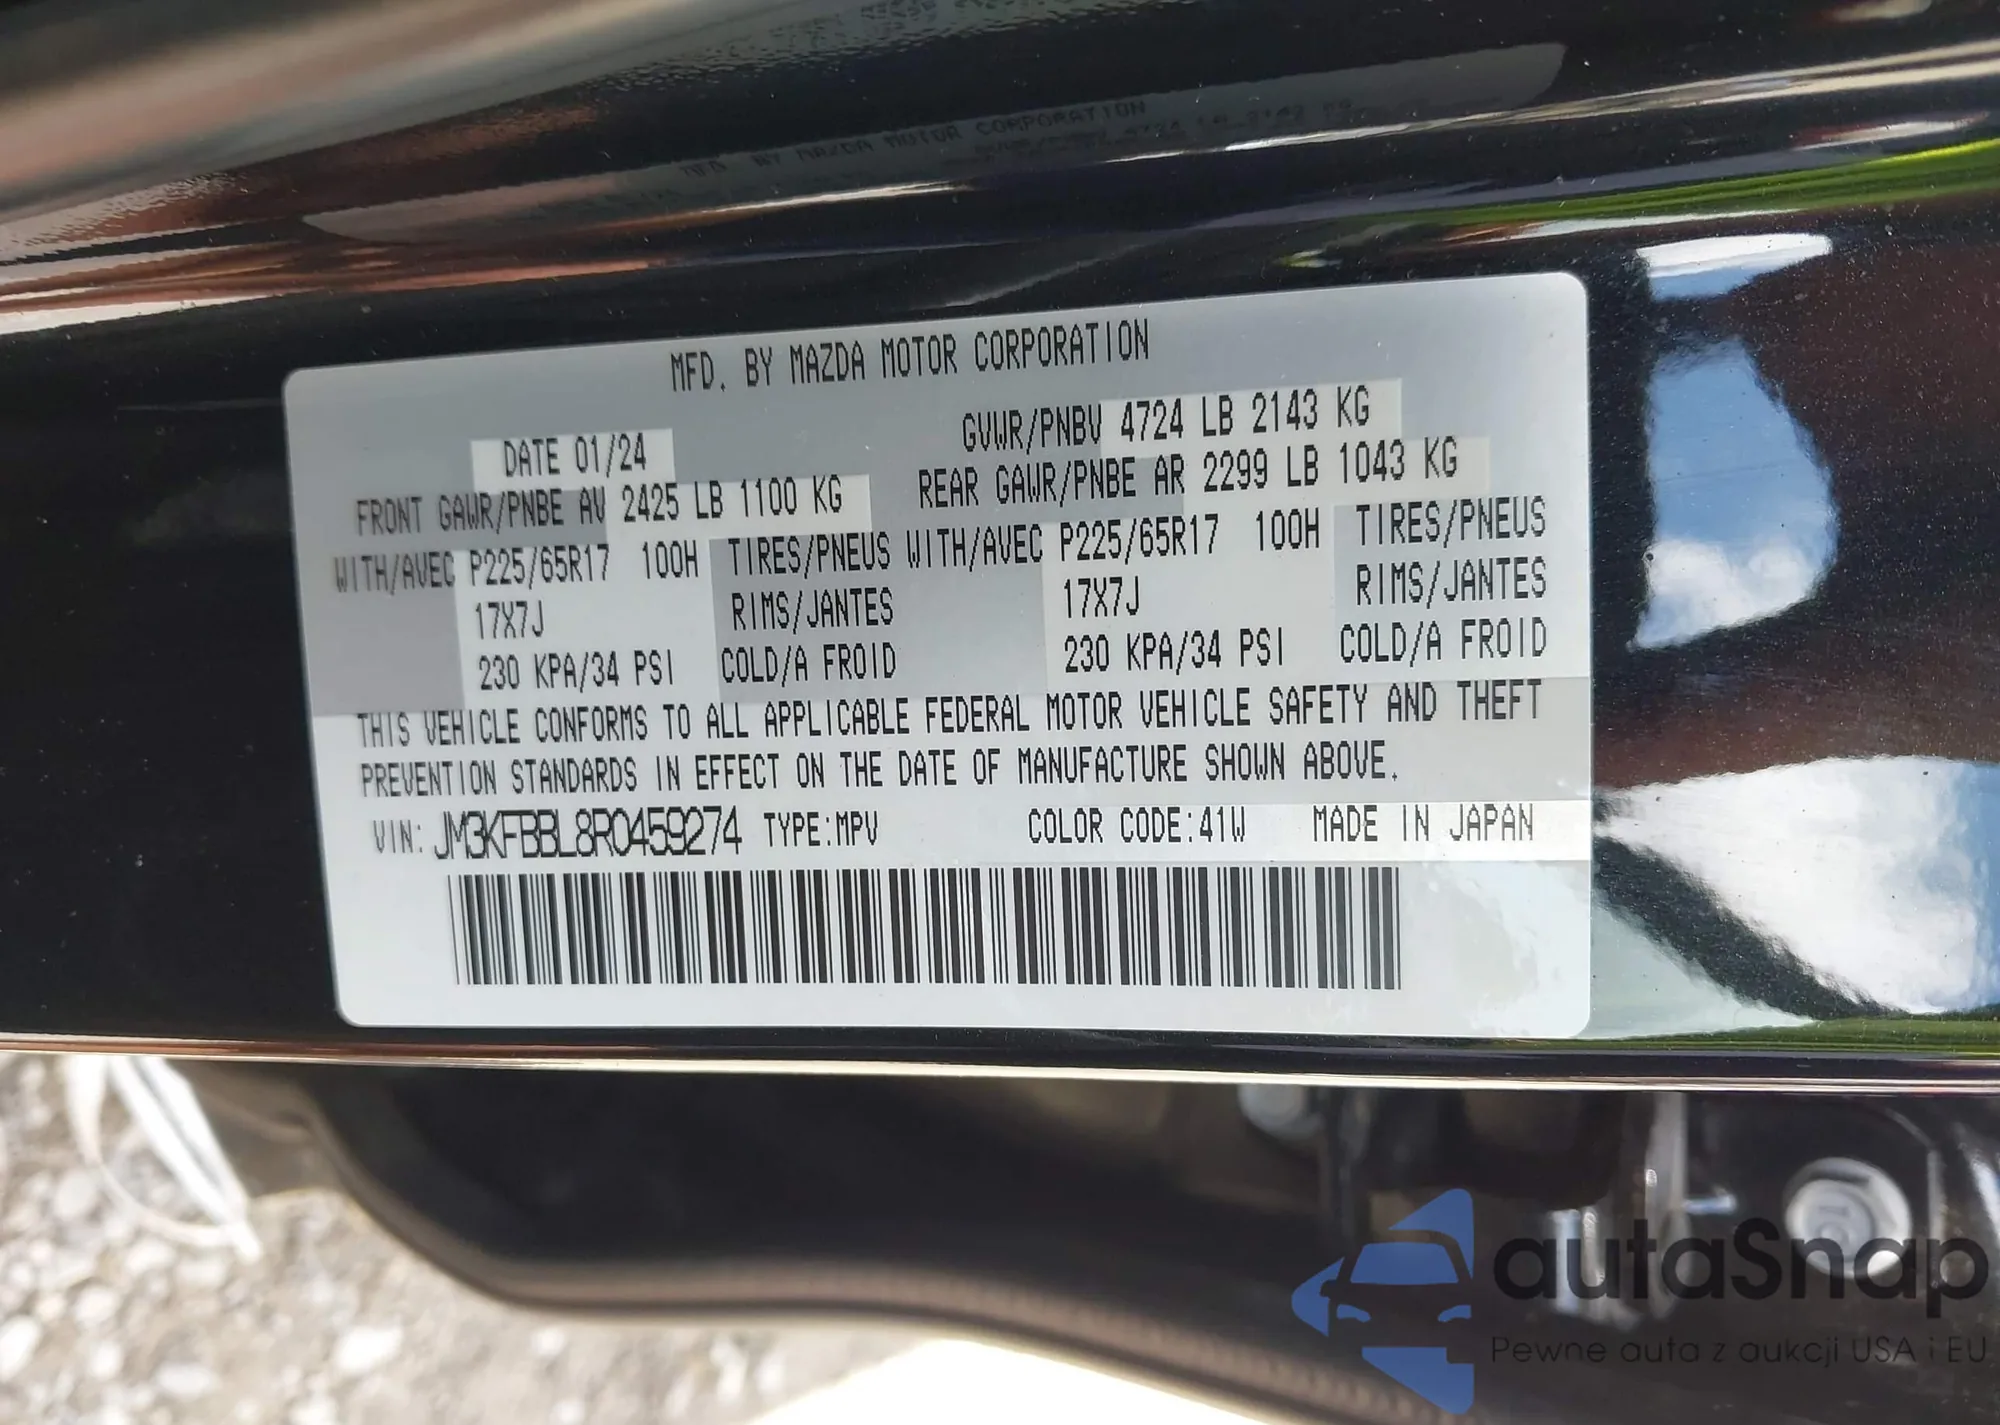 MFD. BY MAZDA MOTOR CORPORATION
DATE 01/24 GVWR/PNBV 4724 LB 2143 KG
FRONT GAWR/PNBE AV 2425 LB 1100 KG REAR GAWR/PNBE AR 2299 LB 1043 KG
WITH/AVEC P225/65R17 100H TIRES/PNEUS WITH/AVEC P225/65R17 100H TIRES/PNEUS
17X7J RIMS/JANTES 17X7J RIMS/JANTES
230 KPA/34 PSI COLD/A FROID 230 KPA/34 PSI COLD/A FROID
THIS VEHICLE CONFORMS TO ALL APPLICABLE FEDERAL MOTOR VEHICLE SAFETY AND THEFT
PREVENTION STANDARDS IN EFFECT ON THE DATE OF MANUFACTURE SHOWN ABOVE.
VIN: JM3KFBBL8R0459274 TYPE:MPV COLOR CODE:41W MADE IN JAPAN
autoSnap
Pewne auta z aukcji USA i EU